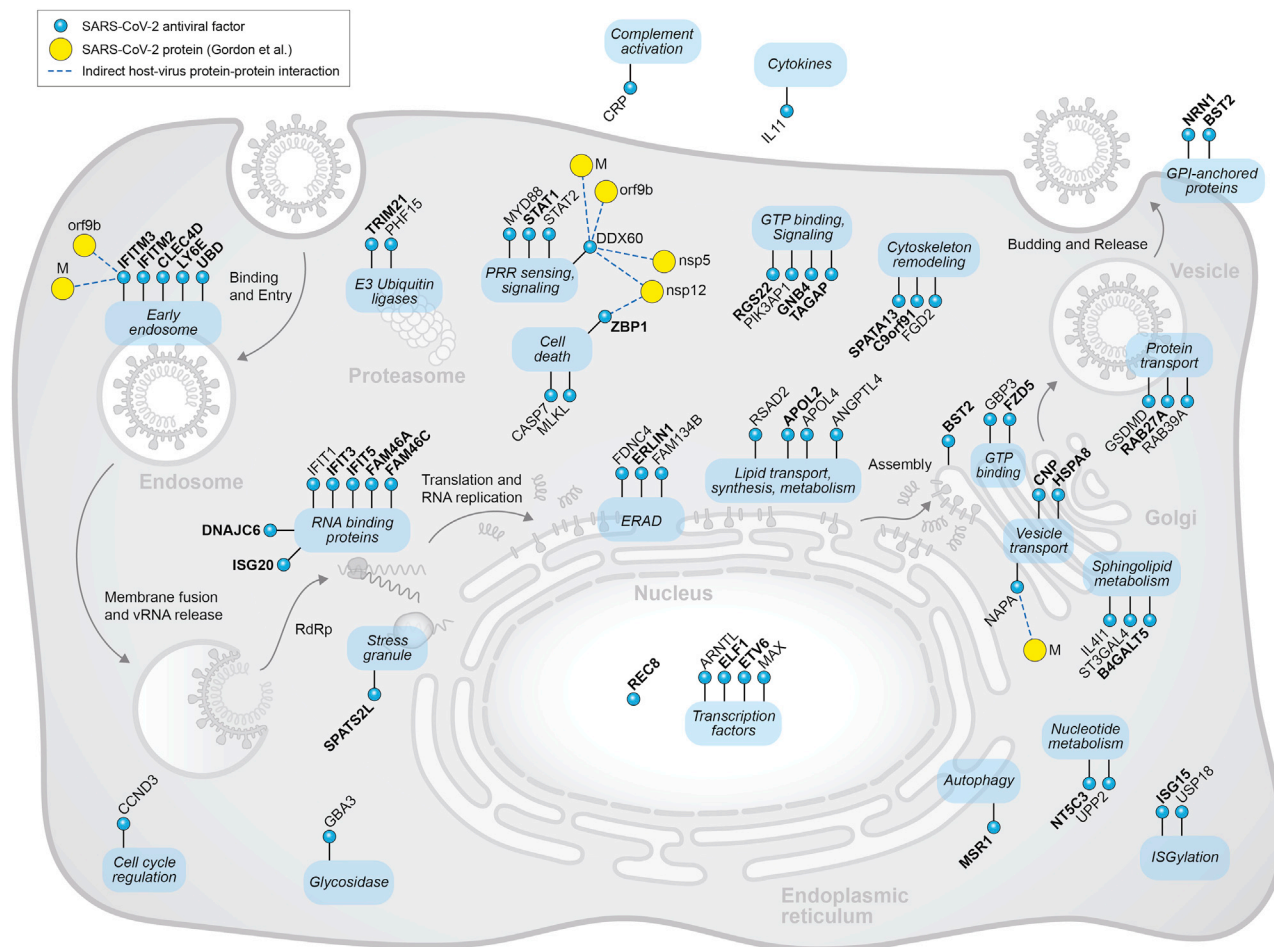 SARS-CoV-2 antiviral factor
SARS-CoV-2 protein (Gordon et al.)
Indirect host-virus protein-protein interaction
Complement
activation
CRP
Cytokines
IL11
NRN1
BST2
GPI-anchored
proteins
Budding and Release
Vesicle
orf9b
M
IFITM3
IFITM2
CLEC4D
LY6E
UBD
Early
endosome
Binding
and Entry
Endosome
TRIM21
PHF15
E3 Ubiquitin
ligases
Proteasome
M
orf9b
MYD88
STAT1
STAT2
DDX60
nsp5
nsp12
PRR sensing,
signaling
ZBP1
Cell
death
CASP7
MLKL
GTP binding,
Signaling
RGS22
PIK3AP1
GNB4
TAGAP
Cytoskeleton
remodeling
SPATA13
C9orf91
FGD2
Protein
transport
GSDMD
RAB27A
RAB39A
IFIT1
IFIT3
IFIT5
FAM46A
FAM46C
DNAJC6
ISG20
RNA binding
proteins
Translation and
RNA replication
FDNC4
ERLIN1
FAM134B
ERAD
RSAD2
APOL2
APOL4
ANGPTL4
Lipid transport,
synthesis, metabolism
Assembly
BST2
GBP3
FZD5
GTP
binding
CNP
HSPA8
Vesicle
transport
Golgi
NAPA
M
Sphingolipid
metabolism
IL4I1
ST3GAL4
B4GALT5
Membrane fusion
and vRNA release
RdRp
Stress
granule
SPATS2L
Nucleus
REC8
ARNTL
ELF1
ETV6
MAX
Transcription
factors
CCND3
Cell cycle
regulation
GBA3
Glycosidase
Autophagy
MSR1
Endoplasmic
reticulum
Nucleotide
metabolism
NT5C3
UPP2
ISG15
USP18
ISGylation